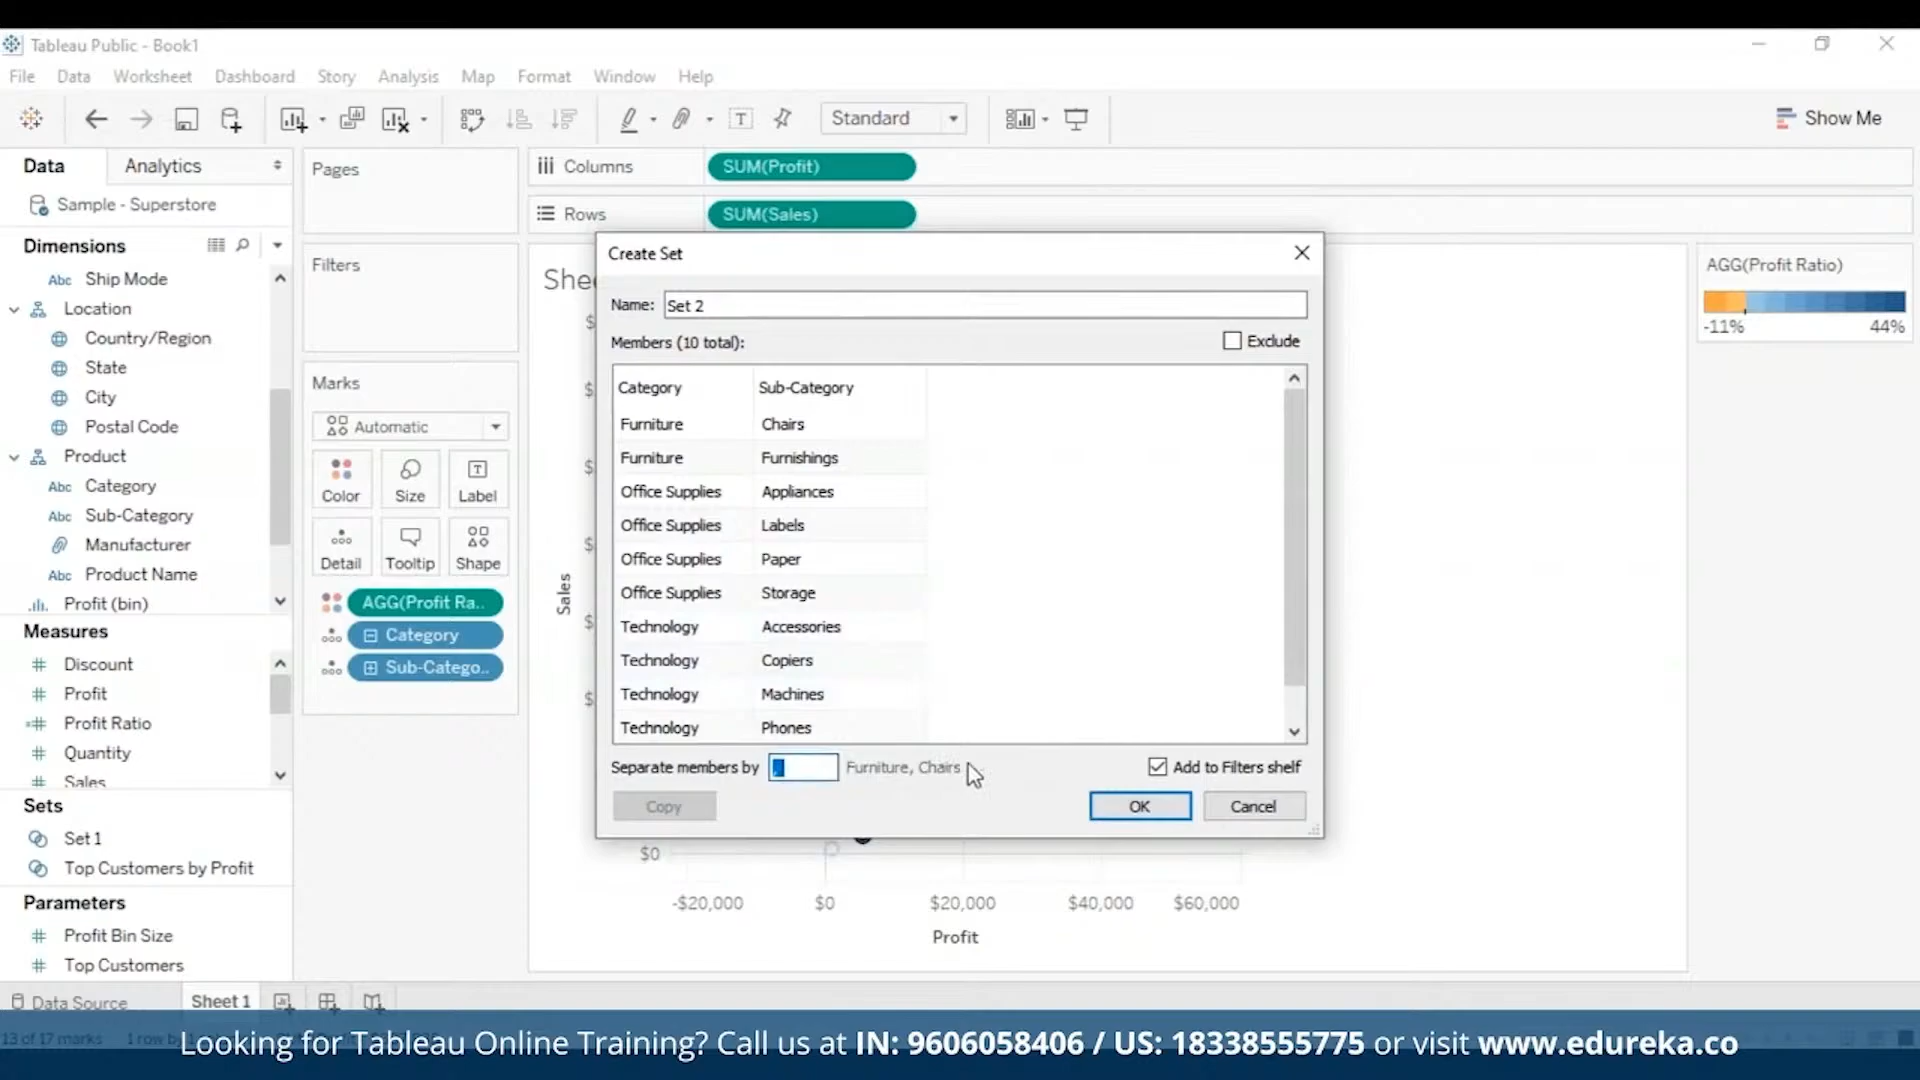 Tableau Public - Book1
File Data Worksheet Dashboard Story Analysis Map Format Window Help
Standard
Show Me
Data Analytics
Sample - Superstore
Dimensions
Abc Ship Mode
Location
Country/Region
State
City
Postal Code
Product
Abc Category
Abc Sub-Category
Manufacturer
Abc Product Name
Profit (bin)
Measures
Discount
Profit
Profit Ratio
Quantity
Sales
Sets
Set 1
Top Customers by Profit
Parameters
Profit Bin Size
Top Customers
Pages
Filters
Marks
Automatic
Color Size Label
Detail Tooltip Shape
AGG(Profit Ra..
Category
Sub-Catego..
Columns SUM(Profit)
Rows SUM(Sales)
Create Set
Name: Set 2
Members (10 total):
Exclude
Category Sub-Category
Furniture Chairs
Furniture Furnishings
Office Supplies Appliances
Office Supplies Labels
Office Supplies Paper
Office Supplies Storage
Technology Accessories
Technology Copiers
Technology Machines
Technology Phones
Separate members by Furniture, Chairs
Add to Filters shelf
Copy OK Cancel
Sales
$0
-$20,000 $0 $20,000 $40,000 $60,000
Profit
AGG(Profit Ratio)
-11% 44%
Data Source Sheet 1
13 of 17 marks
Looking for Tableau Online Training? Call us at IN: 9606058406 / US: 18338555775 or visit www.edureka.co